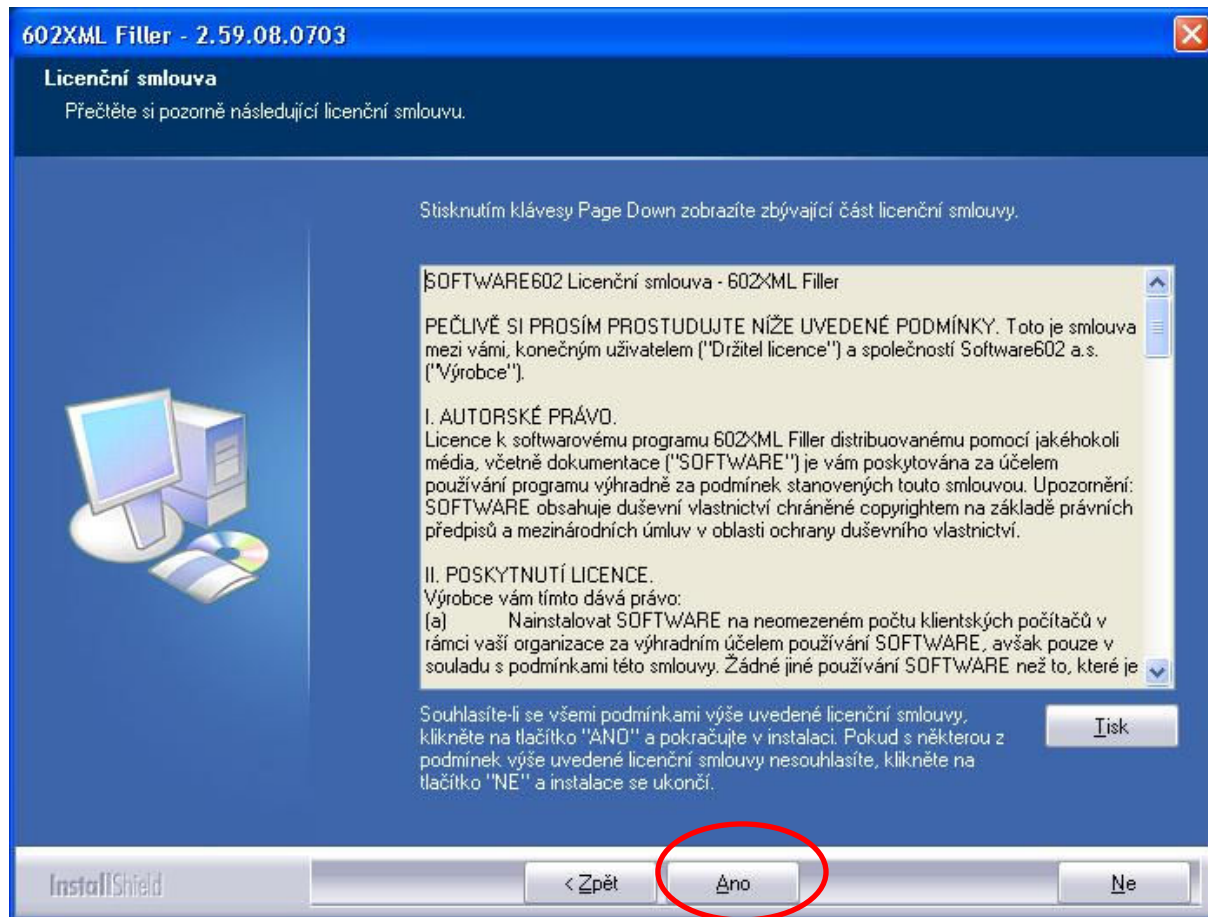 602XML Filler - 2.59.08.0703
Licenční smlouva
Přečtěte si pozorně následující licenční smlouvu.
Stisknutím klávesy Page Down zobrazíte zbývající část licenční smlouvy.
SOFTWARE602 Licenční smlouva - 602XML Filler
PEČLIVĚ SI PROSÍM PROSTUDUJTE NÍŽE UVEDENÉ PODMÍNKY. Toto je smlouva
mezi vámi, konečným uživatelem ("Držitel licence") a společností Software602 a.s.
("Výrobce").
I. AUTORSKÉ PRÁVO.
Licence k softwarovému programu 602XML Filler distribuovanému pomocí jakéhokoli
média, včetně dokumentace ("SOFTWARE") je vám poskytována za účelem
používání programu výhradně za podmínek stanovených touto smlouvou. Upozornění:
SOFTWARE obsahuje duševní vlastnictví chráněné copyrightem na základě právních
předpisů a mezinárodních úmluv v oblasti ochrany duševního vlastnictví.
II. POSKYTNUTÍ LICENCE.
Výrobce vám tímto dává právo:
(a) Nainstalovat SOFTWARE na neomezeném počtu klientských počítačů v
rámci vaší organizace za výhradním účelem používání SOFTWARE, avšak pouze v
souladu s podmínkami této smlouvy. Žádné jiné používání SOFTWARE než to, které je
Souhlasíte-li se všemi podmínkami výše uvedené licenční smlouvy,
klikněte na tlačítko "ANO" a pokračujte v instalaci. Pokud s některou z
podmínek výše uvedené licenční smlouvy nesouhlasíte, klikněte na
tlačítko "NE" a instalace se ukončí.
Tisk
InstallShield
< Zpět
Ano
Ne